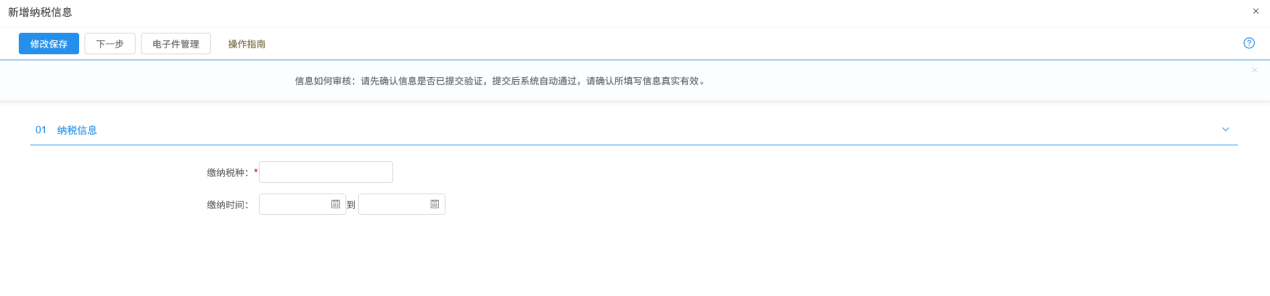 新增纳税信息
修改保存 下一步 电子件管理 操作指南
信息如何审核：请先确认信息是否已提交验证，提交后系统自动通过，请确认所填写信息真实有效。
01 纳税信息
缴纳税种：*
缴纳时间： 到